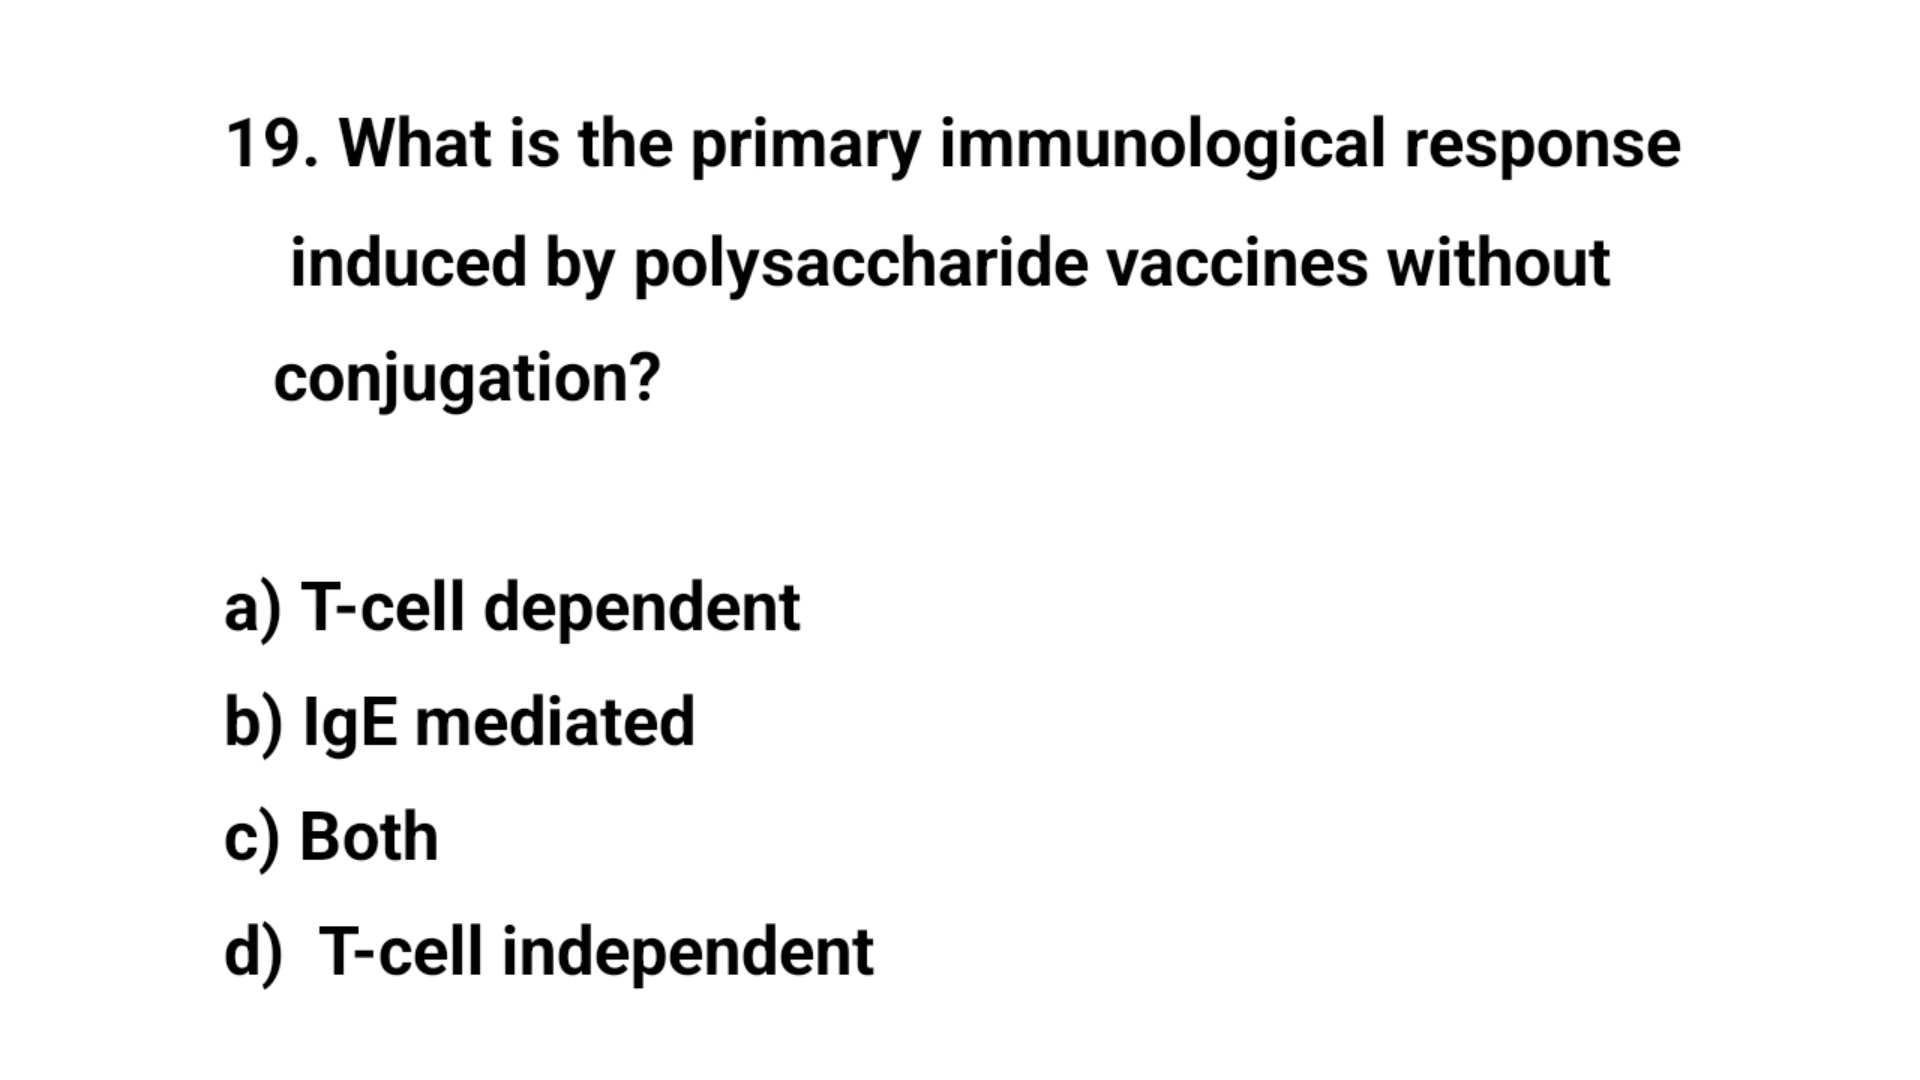 19. What is the primary immunological response
induced by polysaccharide vaccines without
conjugation?
a) T-cell dependent
b) IgE mediated
c) Both
d) T-cell independent